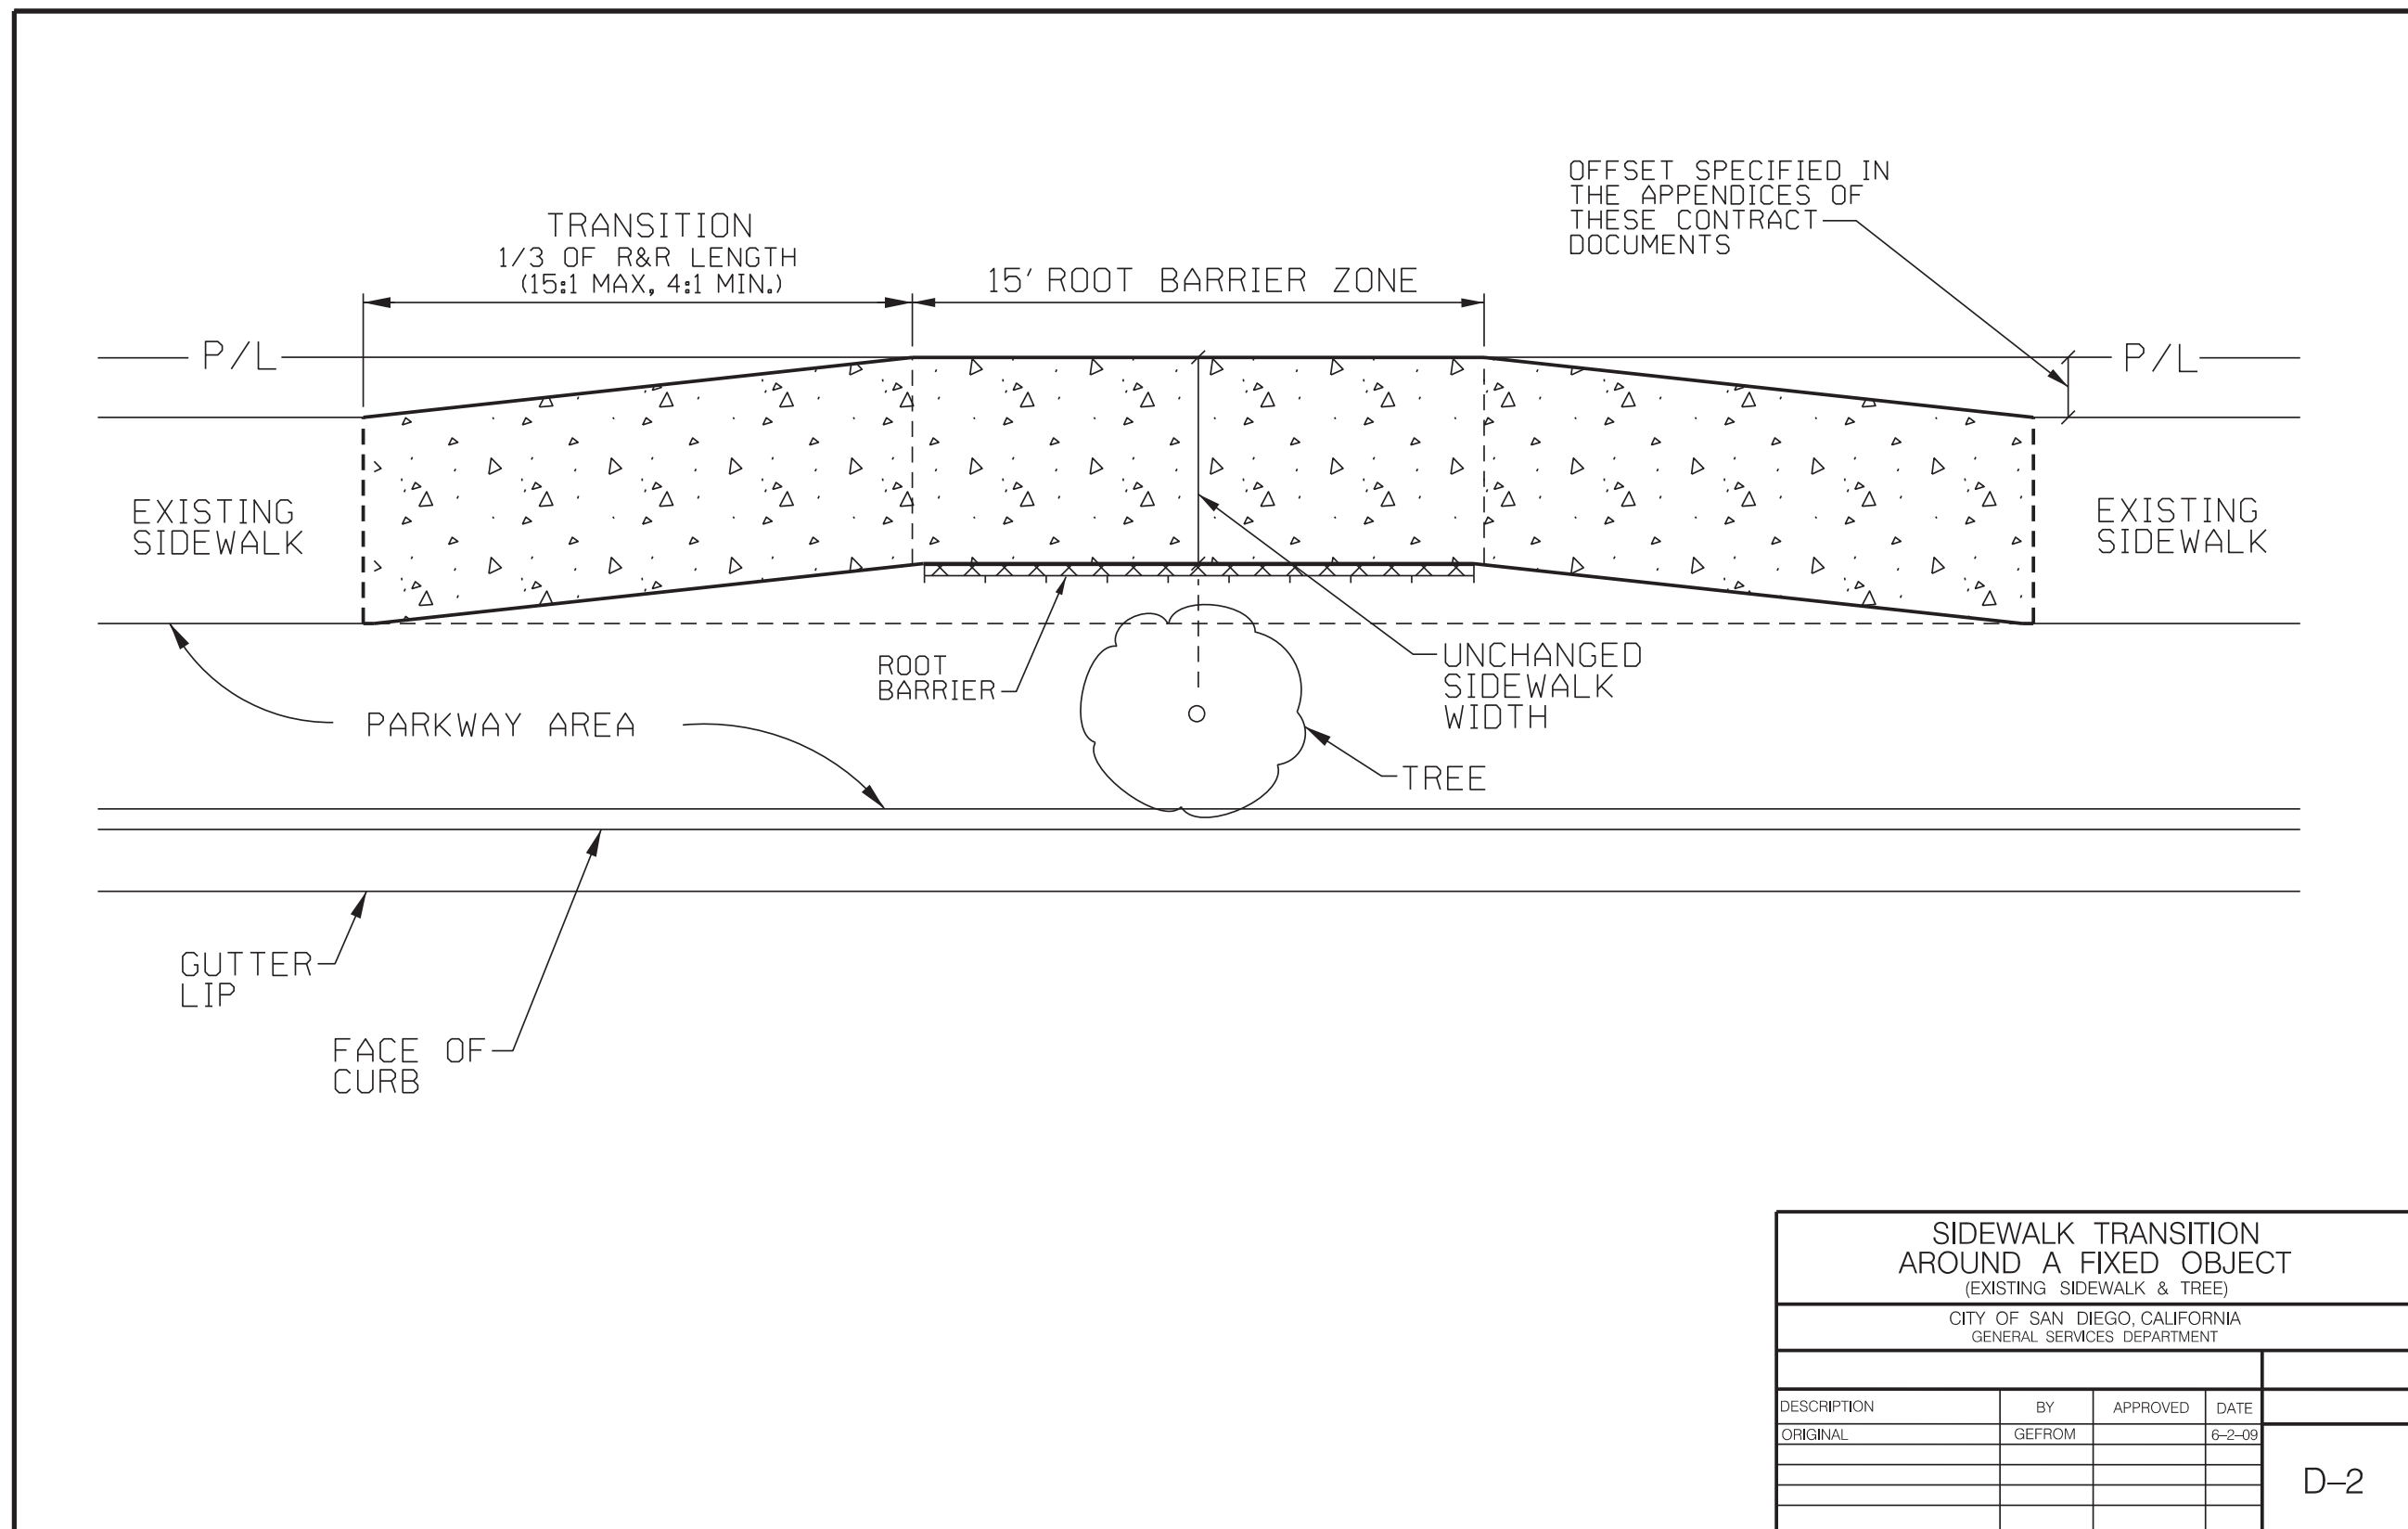 OFFSET SPECIFIED IN
THE APPENDICES OF
THESE CONTRACT
DOCUMENTS
TRANSITION
1/3 OF R&R LENGTH
(15:1 MAX, 4:1 MIN.)
15' ROOT BARRIER ZONE
P/L
P/L
EXISTING
SIDEWALK
EXISTING
SIDEWALK
ROOT
BARRIER
UNCHANGED
SIDEWALK
WIDTH
PARKWAY AREA
TREE
GUTTER
LIP
FACE OF
CURB
SIDEWALK TRANSITION
AROUND A FIXED OBJECT
(EXISTING SIDEWALK & TREE)
CITY OF SAN DIEGO, CALIFORNIA
GENERAL SERVICES DEPARTMENT
DESCRIPTION BY APPROVED DATE
ORIGINAL GEFROM 6-2-09
D-2